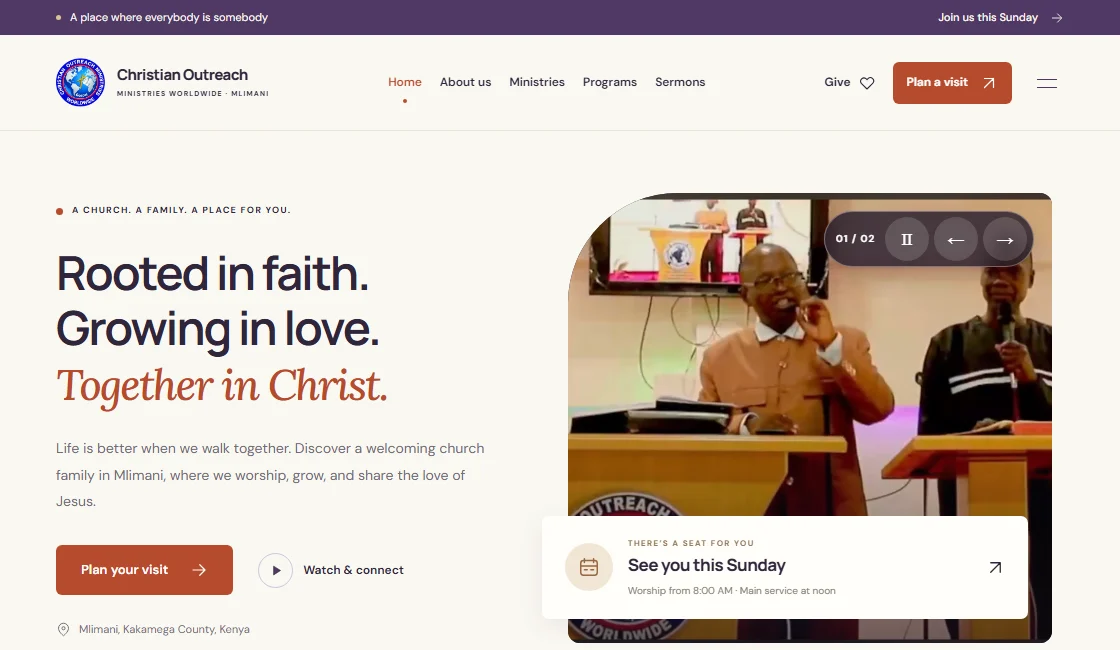 A place where everybody is somebody
Join us this Sunday
CHRISTIAN OUTREACH MINISTRIES
WORLDWIDE
Christian Outreach
MINISTRIES WORLDWIDE · MLIMANI
Home
About us
Ministries
Programs
Sermons
Give
Plan a visit
A CHURCH. A FAMILY. A PLACE FOR YOU.
Rooted in faith.
Growing in love.
Together in Christ.
Life is better when we walk together. Discover a welcoming church
family in Mlimani, where we worship, grow, and share the love of
Jesus.
Plan your visit
Watch & connect
Mlimani, Kakamega County, Kenya
01 / 02
OUTREACH
THERE'S A SEAT FOR YOU
See you this Sunday
Worship from 8:00 AM · Main service at noon
WORLDWIDE